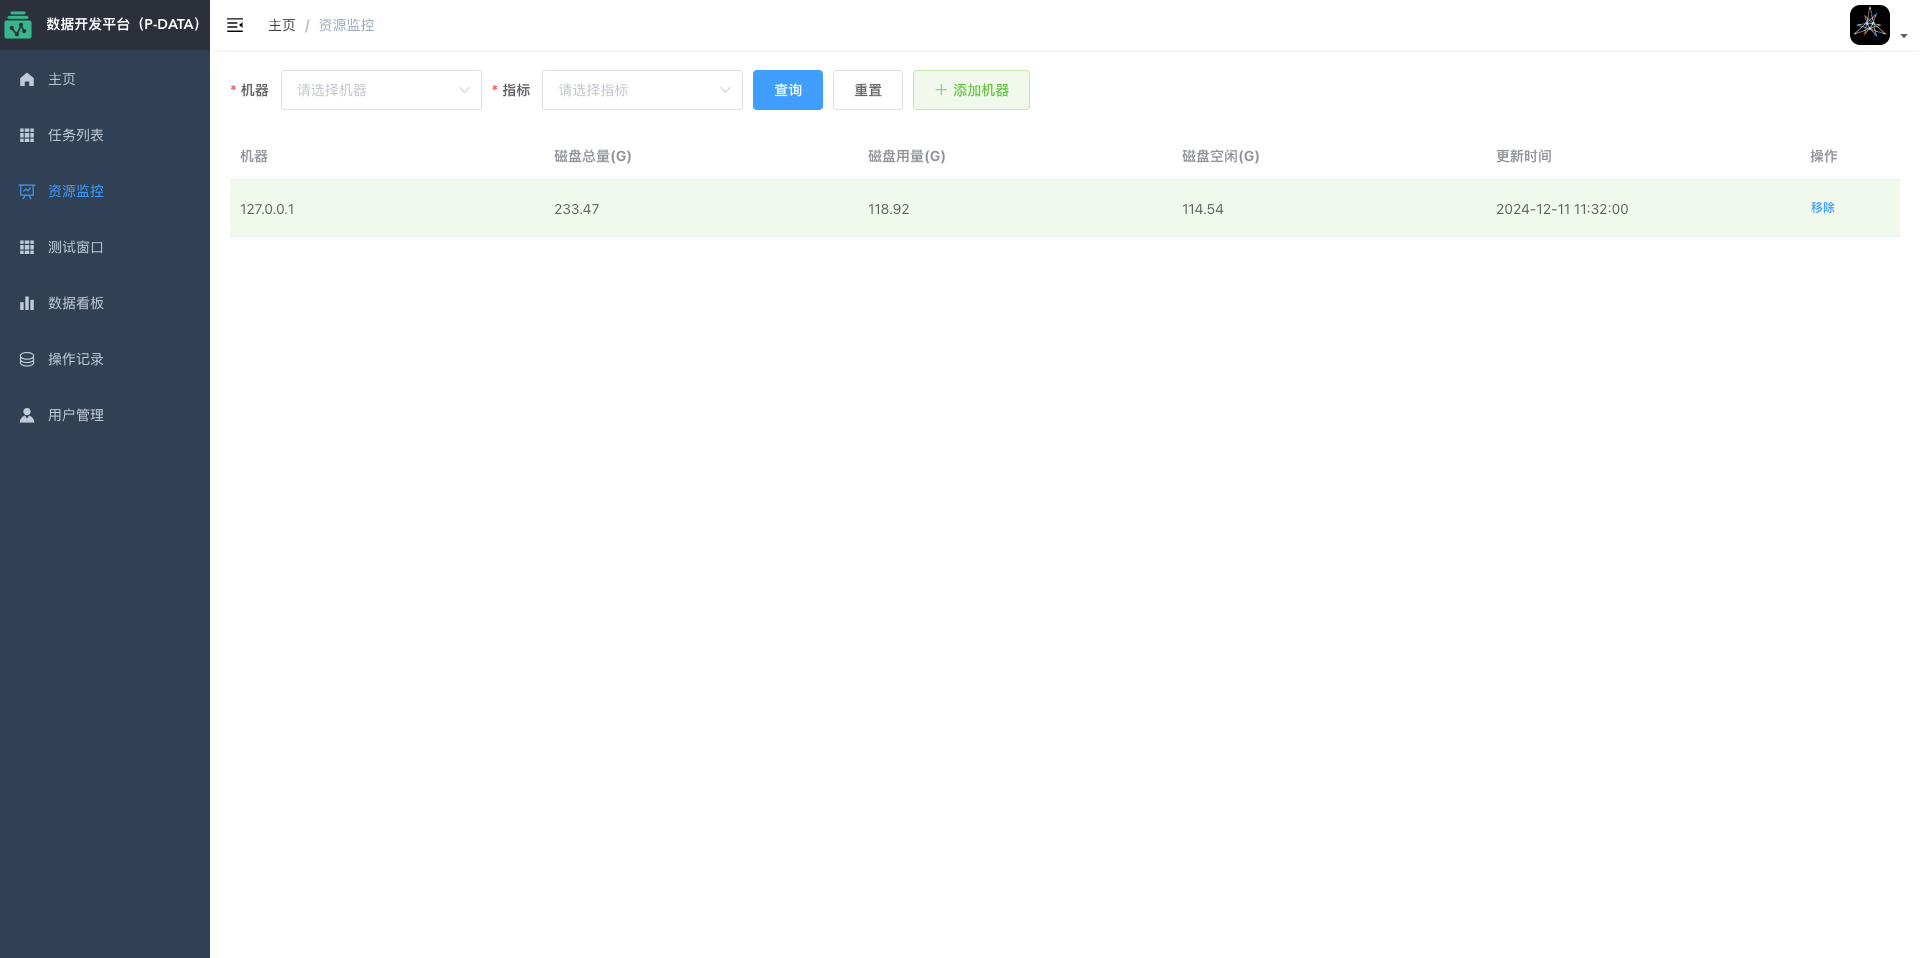 数据开发平台（P-DATA）
主页 / 资源监控
主页
任务列表
资源监控
测试窗口
数据看板
操作记录
用户管理
* 机器 请选择机器 * 指标 请选择指标 查询 重置 添加机器
机器 磁盘总量(G) 磁盘用量(G) 磁盘空闲(G) 更新时间 操作
127.0.0.1 233.47 118.92 114.54 2024-12-11 11:32:00 移除